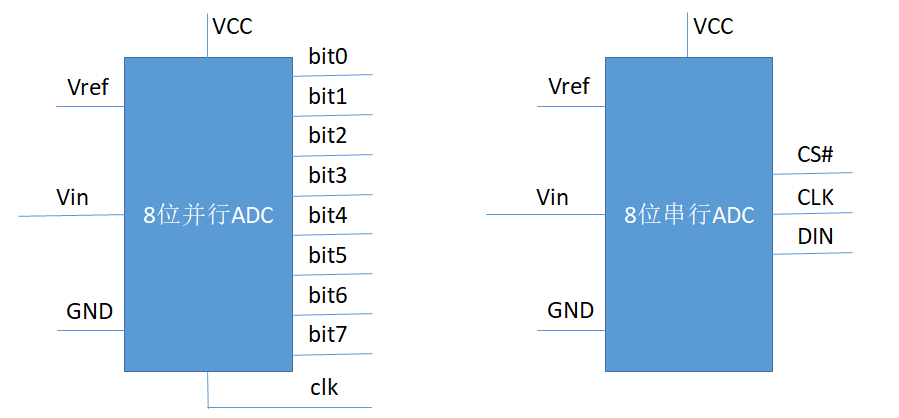 VCC
Vref
Vin
GND
8位并行ADC
bit0
bit1
bit2
bit3
bit4
bit5
bit6
bit7
clk
VCC
Vref
Vin
GND
8位串行ADC
CS#
CLK
DIN